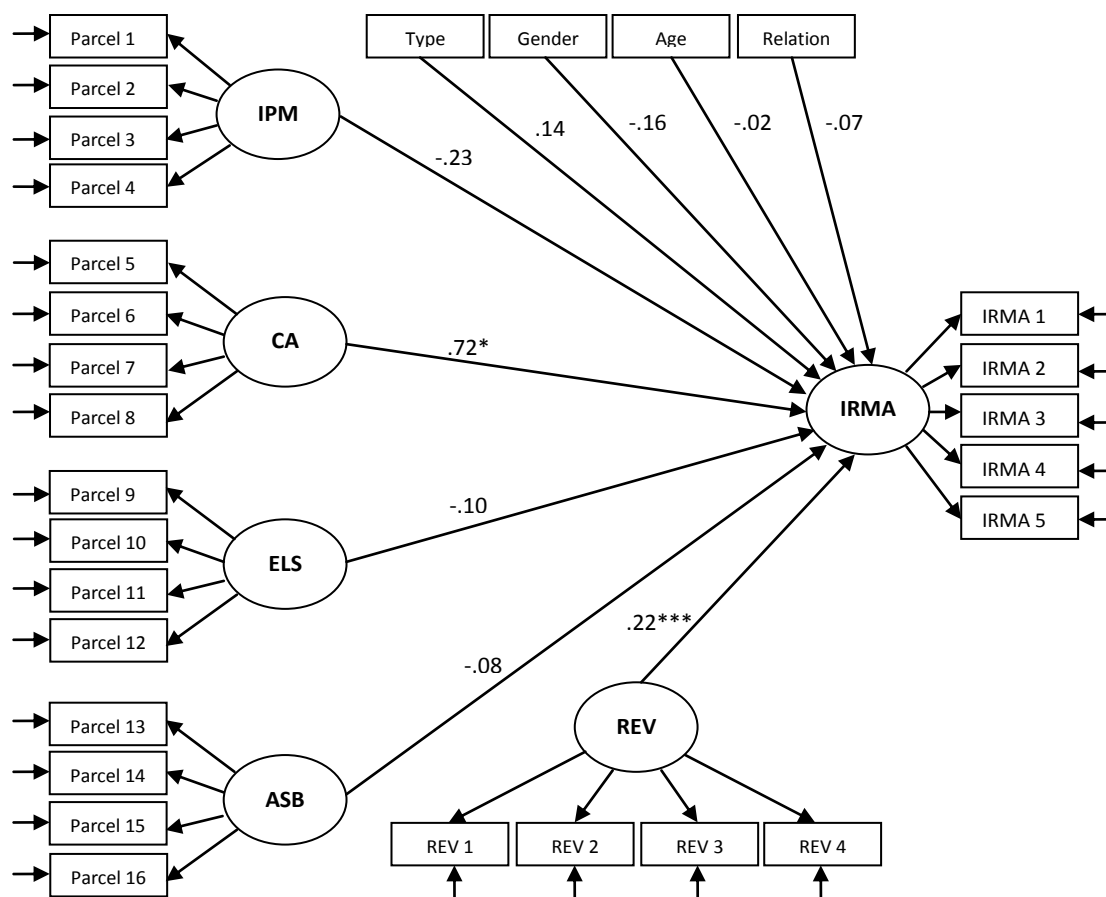 Parcel 1
Parcel 2
Parcel 3
Parcel 4
IPM
Type
Gender
Age
Relation
.14
-.16
-.02
-.07
-.23
Parcel 5
Parcel 6
Parcel 7
Parcel 8
CA
.72*
IRMA
IRMA 1
IRMA 2
IRMA 3
IRMA 4
IRMA 5
Parcel 9
Parcel 10
Parcel 11
Parcel 12
ELS
-.10
.22***
-.08
Parcel 13
Parcel 14
Parcel 15
Parcel 16
ASB
REV
REV 1
REV 2
REV 3
REV 4